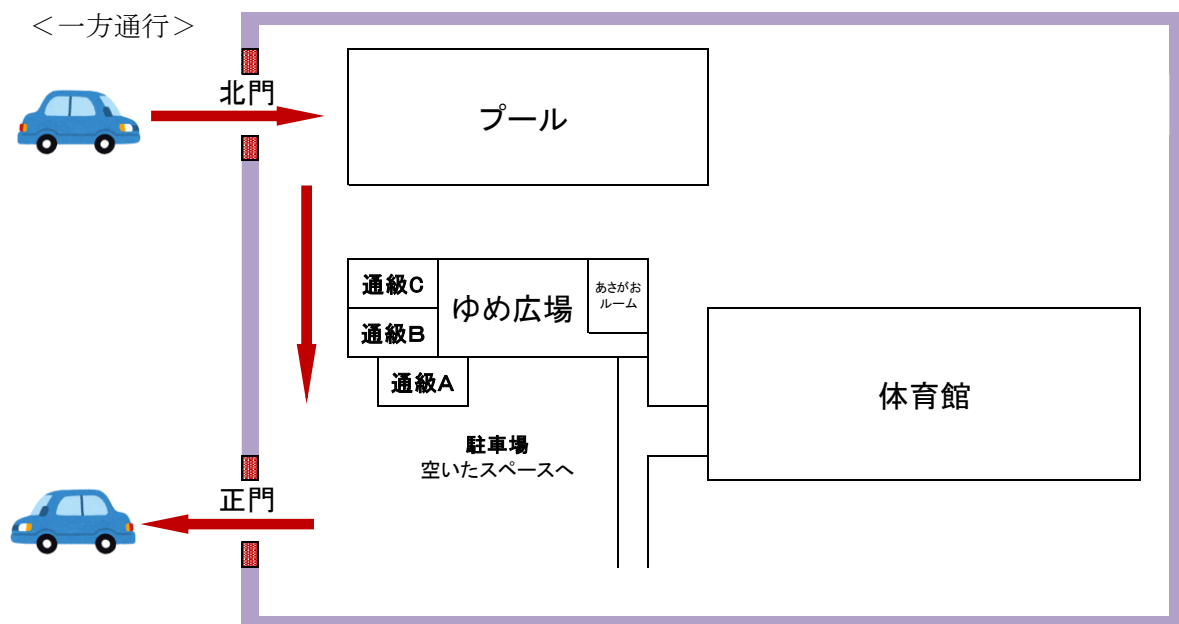 ＜一方通行＞
北門
プール
通級C
ゆめ広場
あさがお
ルーム
通級B
通級A
体育館
駐車場
空いたスペースへ
正門